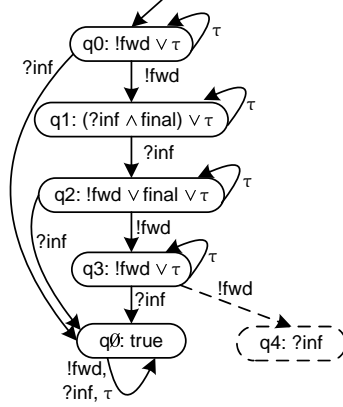 q0: !fwd ∨ τ
τ
?inf
!fwd
q1: (?inf ∧ final) ∨ τ
τ
?inf
q2: !fwd ∨ final ∨ τ
τ
?inf
!fwd
q3: !fwd ∨ τ
τ
?inf
!fwd
qØ: true
q4: ?inf
!fwd,
?inf, τ